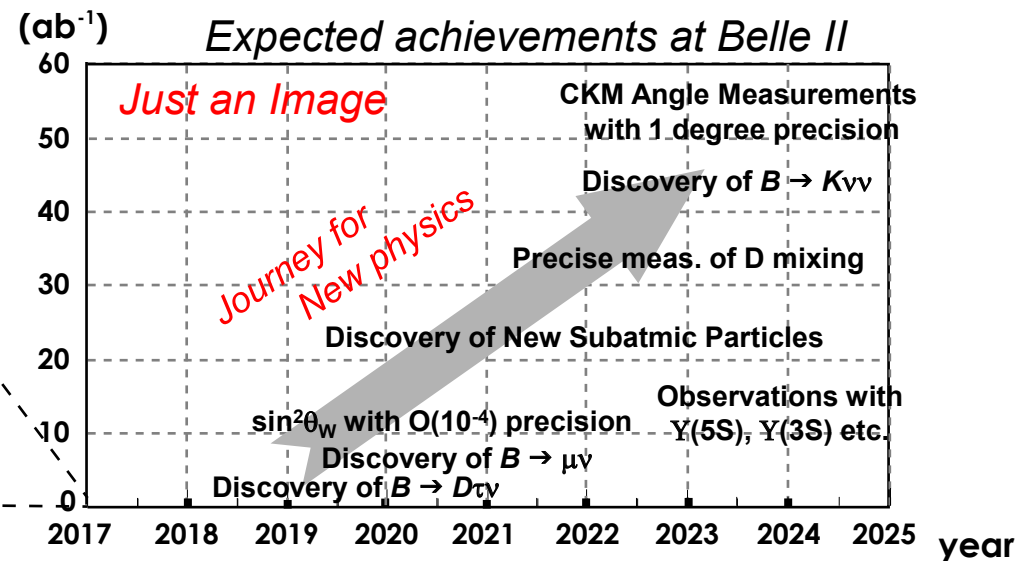 (ab⁻¹)
Expected achievements at Belle II
60
50
40
30
20
10
0
Just an Image
CKM Angle Measurements
with 1 degree precision
Discovery of B → Kνν
Journey for
New physics
Precise meas. of D mixing
Discovery of New Subatmic Particles
Observations with
ϒ(5S), ϒ(3S) etc.
sin²θ_W with O(10⁻⁴) precision
Discovery of B → μν
Discovery of B → Dτν
2017 2018 2019 2020 2021 2022 2023 2024 2025
year